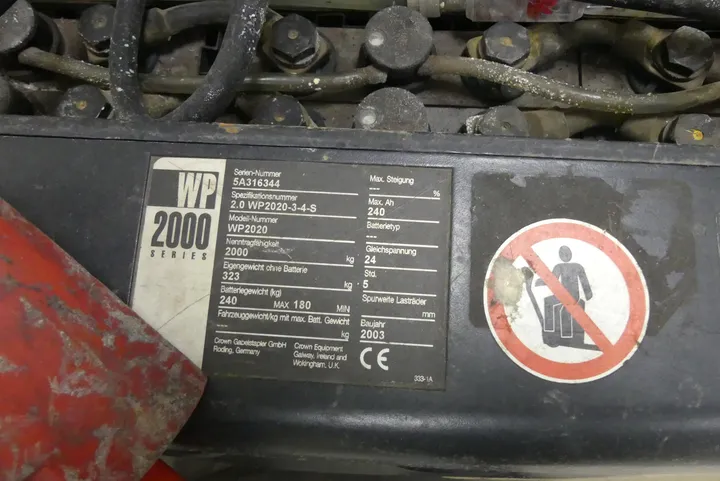 WP
2000
SERIES
Serien-Nummer
5A316344
Spezifikationsnummer
2.0 WP2020-3-4-S
Modell-Nummer
WP2020
Nenntragfähigkeit
2000 kg
Eigengewicht ohne Batterie
323 kg
Batteriegewicht (kg)
240 MAX 180 MIN
Fahrzeuggewicht/kg mit max. Batt. Gewicht
--- kg
Crown Gabelstapler GmbH
Roding, Germany
Crown Equipment
Galway, Ireland and
Wokingham, U.K.
Max. Steigung
--- %
Max. Ah
240
Batterietyp
---
Gleichspannung
24
Std.
5
Spurweite Lasträder
mm
Baujahr
2003
CE
333-1A